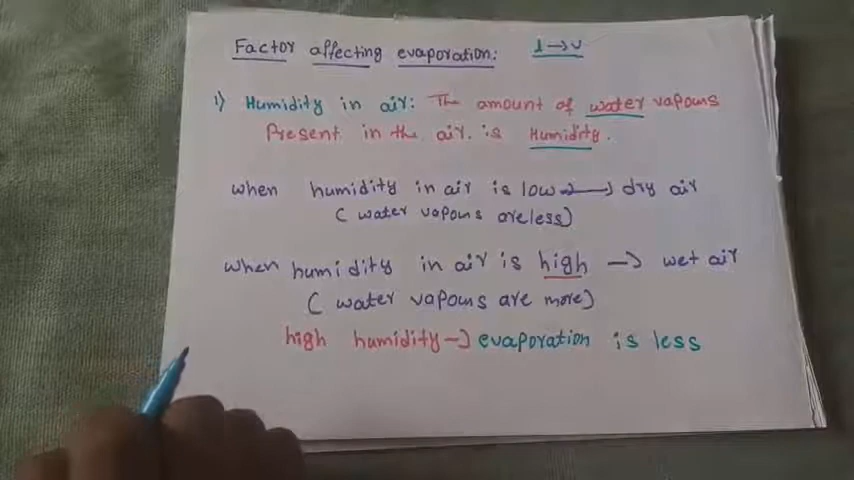 Factor affecting evaporation: l→v
1) Humidity in air: The amount of water vapours
Present in the air. is Humidity.
when humidity in air is low → dry air
( water vapours are less)
when humidity in air is high → wet air
( water vapours are more)
high humidity → evaporation is less